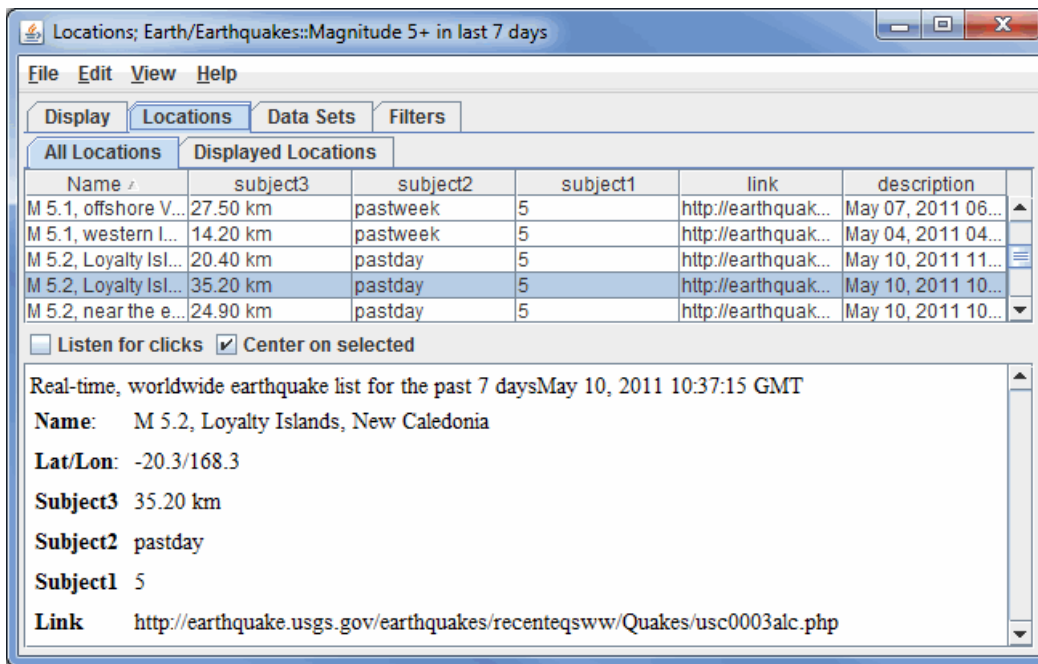 Locations; Earth/Earthquakes::Magnitude 5+ in last 7 days
File Edit View Help
Display Locations Data Sets Filters
All Locations Displayed Locations
Name subject3 subject2 subject1 link description
M 5.1, offshore V... 27.50 km pastweek 5 http://earthquak... May 07, 2011 06...
M 5.1, western I... 14.20 km pastweek 5 http://earthquak... May 04, 2011 04...
M 5.2, Loyalty Isl... 20.40 km pastday 5 http://earthquak... May 10, 2011 11...
M 5.2, Loyalty Isl... 35.20 km pastday 5 http://earthquak... May 10, 2011 10...
M 5.2, near the e... 24.90 km pastday 5 http://earthquak... May 10, 2011 10...
Listen for clicks Center on selected
Real-time, worldwide earthquake list for the past 7 daysMay 10, 2011 10:37:15 GMT
Name: M 5.2, Loyalty Islands, New Caledonia
Lat/Lon: -20.3/168.3
Subject3 35.20 km
Subject2 pastday
Subject1 5
Link http://earthquake.usgs.gov/earthquakes/recenteqsww/Quakes/usc0003alc.php